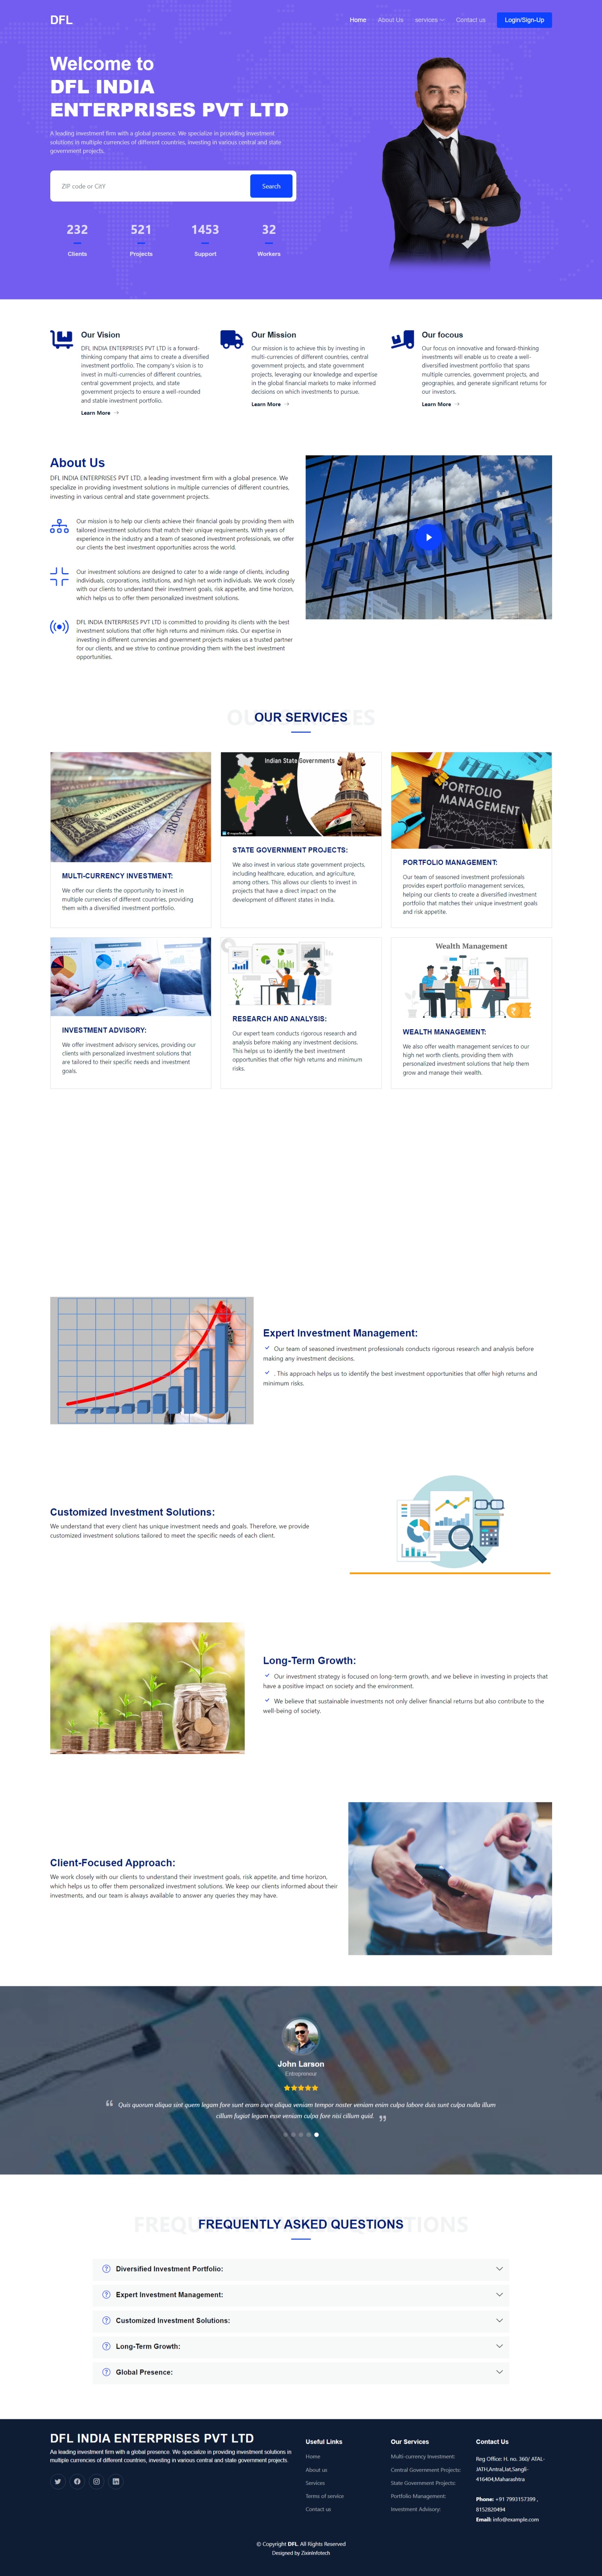 DFL
Home About Us services Contact us Login/Sign-Up
Welcome to
DFL INDIA
ENTERPRISES PVT LTD
A leading investment firm with a global presence. We specialize in providing investment
solutions in multiple currencies of different countries, investing in various central and state
government projects.
ZIP code or CitY
Search
232 521 1453 32
Clients Projects Support Workers
Our Vision
DFL INDIA ENTERPRISES PVT LTD is a forward-
thinking company that aims to create a diversified
investment portfolio. The company's vision is to
invest in multi-currencies of different countries,
central government projects, and state
government projects to ensure a well-rounded
and stable investment portfolio.
Learn More
Our Mission
Our mission is to achieve this by investing in
multi-currencies of different countries, central
government projects, and state government
projects, leveraging our knowledge and expertise
in the global financial markets to make informed
decisions on which investments to pursue.
Learn More
Our focous
Our focus on innovative and forward-thinking
investments will enable us to create a well-
diversified investment portfolio that spans
multiple currencies, government projects, and
geographies, and generate significant returns for
our investors.
Learn More
About Us
DFL INDIA ENTERPRISES PVT LTD, a leading investment firm with a global presence. We
specialize in providing investment solutions in multiple currencies of different countries,
investing in various central and state government projects.
Our mission is to help our clients achieve their financial goals by providing them with
tailored investment solutions that match their unique requirements. With years of
experience in the industry and a team of seasoned investment professionals, we offer
our clients the best investment opportunities across the world.
Our investment solutions are designed to cater to a wide range of clients, including
individuals, corporations, institutions, and high net worth individuals. We work closely
with our clients to understand their investment goals, risk appetite, and time horizon,
which helps us to offer them personalized investment solutions.
DFL INDIA ENTERPRISES PVT LTD is committed to providing its clients with the best
investment solutions that offer high returns and minimum risks. Our expertise in
investing in different currencies and government projects makes us a trusted partner
for our clients, and we strive to continue providing them with the best investment
opportunities.
FINANCE
OUR SERVICES
MULTI-CURRENCY INVESTMENT:
We offer our clients the opportunity to invest in
multiple currencies of different countries, providing
them with a diversified investment portfolio.
Indian State Governments
STATE GOVERNMENT PROJECTS:
We also invest in various state government projects,
including healthcare, education, and agriculture,
among others. This allows our clients to invest in
projects that have a direct impact on the
development of different states in India.
PORTFOLIO
MANAGEMENT
PORTFOLIO MANAGEMENT:
Our team of seasoned investment professionals
provides expert portfolio management services,
helping our clients to create a diversified investment
portfolio that matches their unique investment goals
and risk appetite.
INVESTMENT ADVISORY:
We offer investment advisory services, providing our
clients with personalized investment solutions that
are tailored to their specific needs and investment
goals.
RESEARCH AND ANALYSIS:
Our expert team conducts rigorous research and
analysis before making any investment decisions.
This helps us to identify the best investment
opportunities that offer high returns and minimum
risks.
Wealth Management
WEALTH MANAGEMENT:
We also offer wealth management services to our
high net worth clients, providing them with
personalized investment solutions that help them
grow and manage their wealth.
Expert Investment Management:
Our team of seasoned investment professionals conducts rigorous research and analysis before
making any investment decisions.
. This approach helps us to identify the best investment opportunities that offer high returns and
minimum risks.
Customized Investment Solutions:
We understand that every client has unique investment needs and goals. Therefore, we provide
customized investment solutions tailored to meet the specific needs of each client.
Long-Term Growth:
Our investment strategy is focused on long-term growth, and we believe in investing in projects that
have a positive impact on society and the environment.
We believe that sustainable investments not only deliver financial returns but also contribute to the
well-being of society.
Client-Focused Approach:
We work closely with our clients to understand their investment goals, risk appetite, and time horizon,
which helps us to offer them personalized investment solutions. We keep our clients informed about their
investments, and our team is always available to answer any queries they may have.
John Larson
Entrepreneur
Quis quorum aliqua sint quem legam fore sunt eram irure aliqua veniam tempor noster veniam enim culpa labore duis sunt culpa nulla illum
cillum fugiat legam esse veniam culpa fore nisi cillum quid.
FREQUENTLY ASKED QUESTIONS
Diversified Investment Portfolio:
Expert Investment Management:
Customized Investment Solutions:
Long-Term Growth:
Global Presence:
DFL INDIA ENTERPRISES PVT LTD
Aa leading investment firm with a global presence. We specialize in providing investment solutions in
multiple currencies of different countries, investing in various central and state government projects.
Useful Links
Home
About us
Services
Terms of service
Contact us
Our Services
Multi-currency Investment:
Central Government Projects:
State Government Projects:
Portfolio Management:
Investment Advisory:
Contact Us
Reg Office: H. no. 360/ ATAL-
JATH,Antral,Jat,Sangli-
416404,Maharashtra
Phone: +91 7993157399 ,
8152820494
Email: info@example.com
© Copyright DFL. All Rights Reserved
Designed by ZixinInfotech